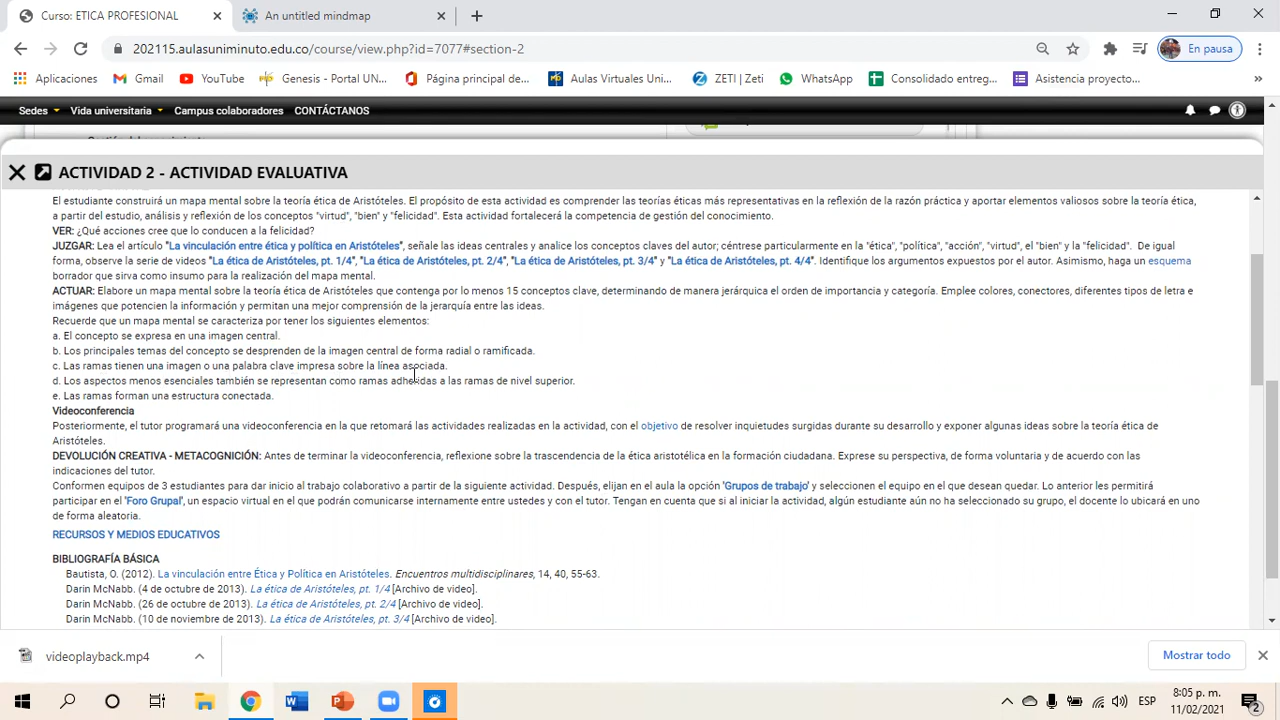 Curso: ETICA PROFESIONAL
An untitled mindmap
202115.aulasuniminuto.edu.co/course/view.php?id=7077#section-2
En pausa
Aplicaciones
Gmail
YouTube
Genesis - Portal UN...
Página principal de...
Aulas Virtuales Uni...
ZETI | Zeti
WhatsApp
Consolidado entreg...
Asistencia proyecto...
»
Sedes
Vida universitaria
Campus colaboradores
CONTÁCTANOS
ACTIVIDAD 2 - ACTIVIDAD EVALUATIVA
El estudiante construirá un mapa mental sobre la teoría ética de Aristóteles. El propósito de esta actividad es comprender las teorías éticas más representativas en la reflexión de la razón práctica y aportar elementos valiosos sobre la teoría ética,
a partir del estudio, análisis y reflexión de los conceptos "virtud", "bien" y "felicidad". Esta actividad fortalecerá la competencia de gestión del conocimiento.
VER: ¿Qué acciones cree que lo conducen a la felicidad?
JUZGAR: Lea el artículo "La vinculación entre ética y política en Aristóteles", señale las ideas centrales y analice los conceptos claves del autor; céntrese particularmente en la "ética", "política", "acción", "virtud", el "bien" y la "felicidad". De igual
forma, observe la serie de videos "La ética de Aristóteles, pt. 1/4", "La ética de Aristóteles, pt. 2/4", "La ética de Aristóteles, pt. 3/4" y "La ética de Aristóteles, pt. 4/4". Identifique los argumentos expuestos por el autor. Asimismo, haga un esquema
borrador que sirva como insumo para la realización del mapa mental.
ACTUAR: Elabore un mapa mental sobre la teoría ética de Aristóteles que contenga por lo menos 15 conceptos clave, determinando de manera jerárquica el orden de importancia y categoría. Emplee colores, conectores, diferentes tipos de letra e
imágenes que potencien la información y permitan una mejor comprensión de la jerarquía entre las ideas.
Recuerde que un mapa mental se caracteriza por tener los siguientes elementos:
a. El concepto se expresa en una imagen central.
b. Los principales temas del concepto se desprenden de la imagen central de forma radial o ramificada.
c. Las ramas tienen una imagen o una palabra clave impresa sobre la línea asociada.
d. Los aspectos menos esenciales también se representan como ramas adheridas a las ramas de nivel superior.
e. Las ramas forman una estructura conectada.
Videoconferencia
Posteriormente, el tutor programará una videoconferencia en la que retomará las actividades realizadas en la actividad, con el objetivo de resolver inquietudes surgidas durante su desarrollo y exponer algunas ideas sobre la teoría ética de
Aristóteles.
DEVOLUCIÓN CREATIVA - METACOGNICIÓN: Antes de terminar la videoconferencia, reflexione sobre la trascendencia de la ética aristotélica en la formación ciudadana. Exprese su perspectiva, de forma voluntaria y de acuerdo con las
indicaciones del tutor.
Conformen equipos de 3 estudiantes para dar inicio al trabajo colaborativo a partir de la siguiente actividad. Después, elijan en el aula la opción 'Grupos de trabajo' y seleccionen el equipo en el que desean quedar. Lo anterior les permitirá
participar en el 'Foro Grupal', un espacio virtual en el que podrán comunicarse internamente entre ustedes y con el tutor. Tengan en cuenta que si al iniciar la actividad, algún estudiante aún no ha seleccionado su grupo, el docente lo ubicará en uno
de forma aleatoria.
RECURSOS Y MEDIOS EDUCATIVOS
BIBLIOGRAFÍA BÁSICA
Bautista, O. (2012). La vinculación entre Ética y Política en Aristóteles. Encuentros multidisciplinares, 14, 40, 55-63.
Darin McNabb. (4 de octubre de 2013). La ética de Aristóteles, pt. 1/4 [Archivo de video].
Darin McNabb. (26 de octubre de 2013). La ética de Aristóteles, pt. 2/4 [Archivo de video].
Darin McNabb. (10 de noviembre de 2013). La ética de Aristóteles, pt. 3/4 [Archivo de video].
videoplayback.mp4
Mostrar todo
ESP
8:05 p. m.
11/02/2021
2